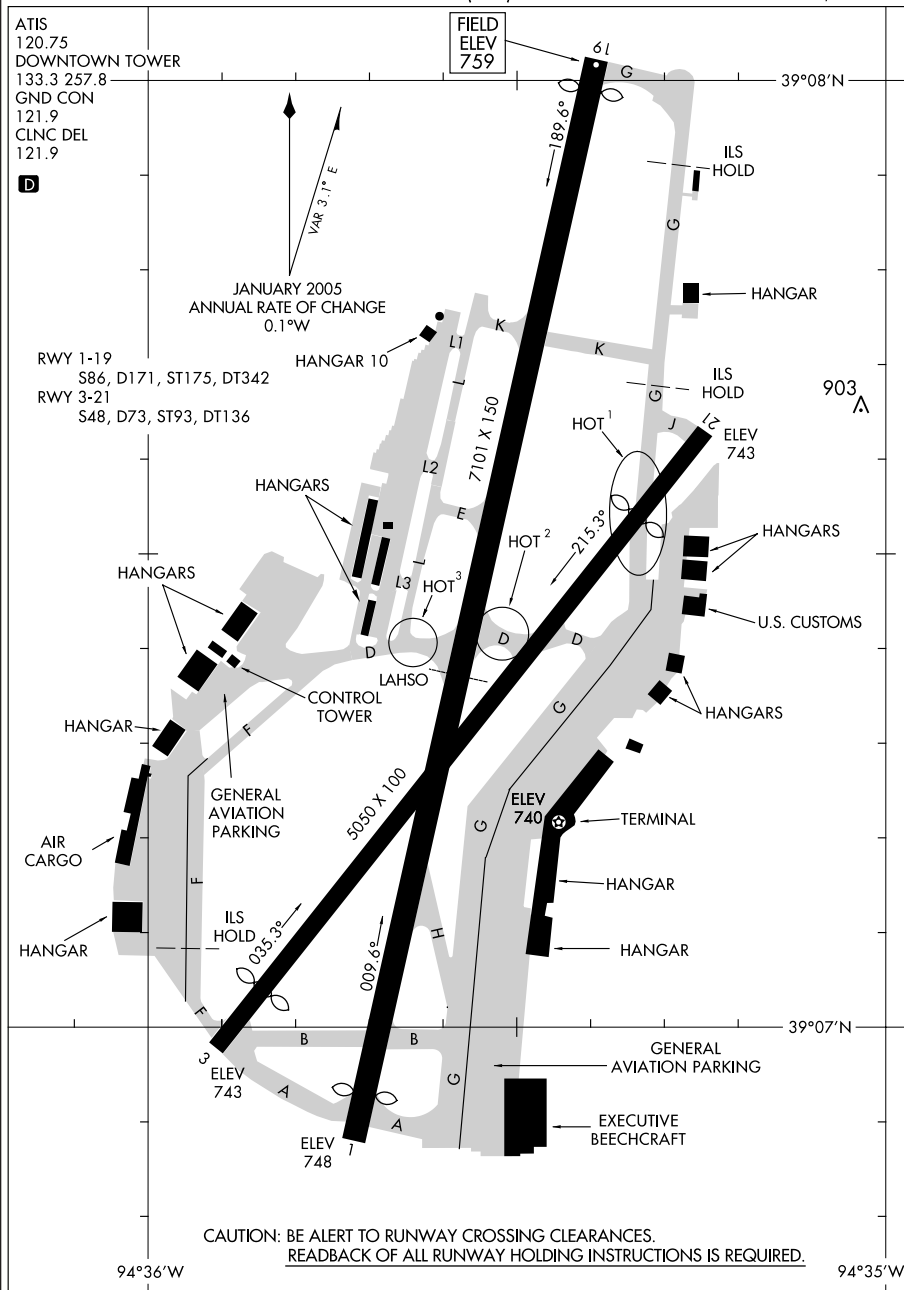 ATIS
120.75
DOWNTOWN TOWER
133.3 257.8
GND CON
121.9
CLNC DEL
121.9
D
FIELD
ELEV
759
19
G
39°08'N
189.6°
ILS
HOLD
VAR 3.1° E
G
JANUARY 2005
ANNUAL RATE OF CHANGE
0.1°W
HANGAR
K
L1
K
HANGAR 10
RWY 1-19
S86, D171, ST175, DT342
RWY 3-21
S48, D73, ST93, DT136
L
ILS
HOLD
G
903
J
21
ELEV
743
HOT 1
7101 X 150
L2
HANGARS
E
215.3°
HOT 2
HANGARS
L
HANGARS
L3
HOT 3
U.S. CUSTOMS
D
D
D
LAHSO
CONTROL
TOWER
G
HANGARS
HANGAR
F
GENERAL
AVIATION
PARKING
5050 X 100
ELEV
740
TERMINAL
G
AIR
CARGO
F
HANGAR
ILS
HOLD
035.3°
HANGAR
009.6°
H
HANGAR
F
39°07'N
B
B
3
ELEV
743
GENERAL
AVIATION PARKING
G
A
A
EXECUTIVE
BEECHCRAFT
ELEV
748
1
CAUTION: BE ALERT TO RUNWAY CROSSING CLEARANCES.
READBACK OF ALL RUNWAY HOLDING INSTRUCTIONS IS REQUIRED.
94°36'W
94°35'W